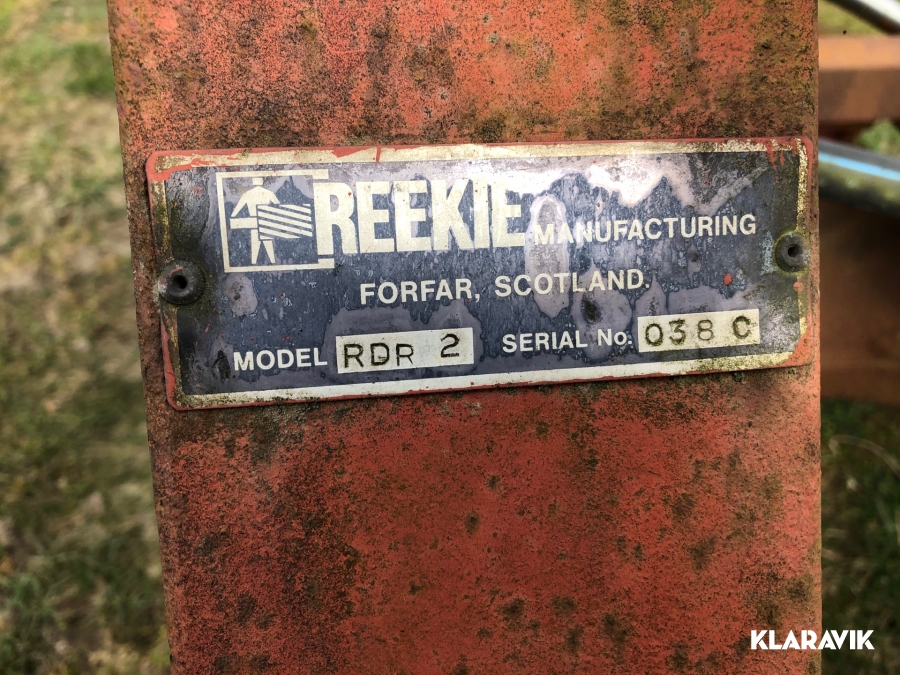 REEKIE MANUFACTURING
FORFAR, SCOTLAND.
MODEL RDR 2 SERIAL No. 038 C
KLARAVIK